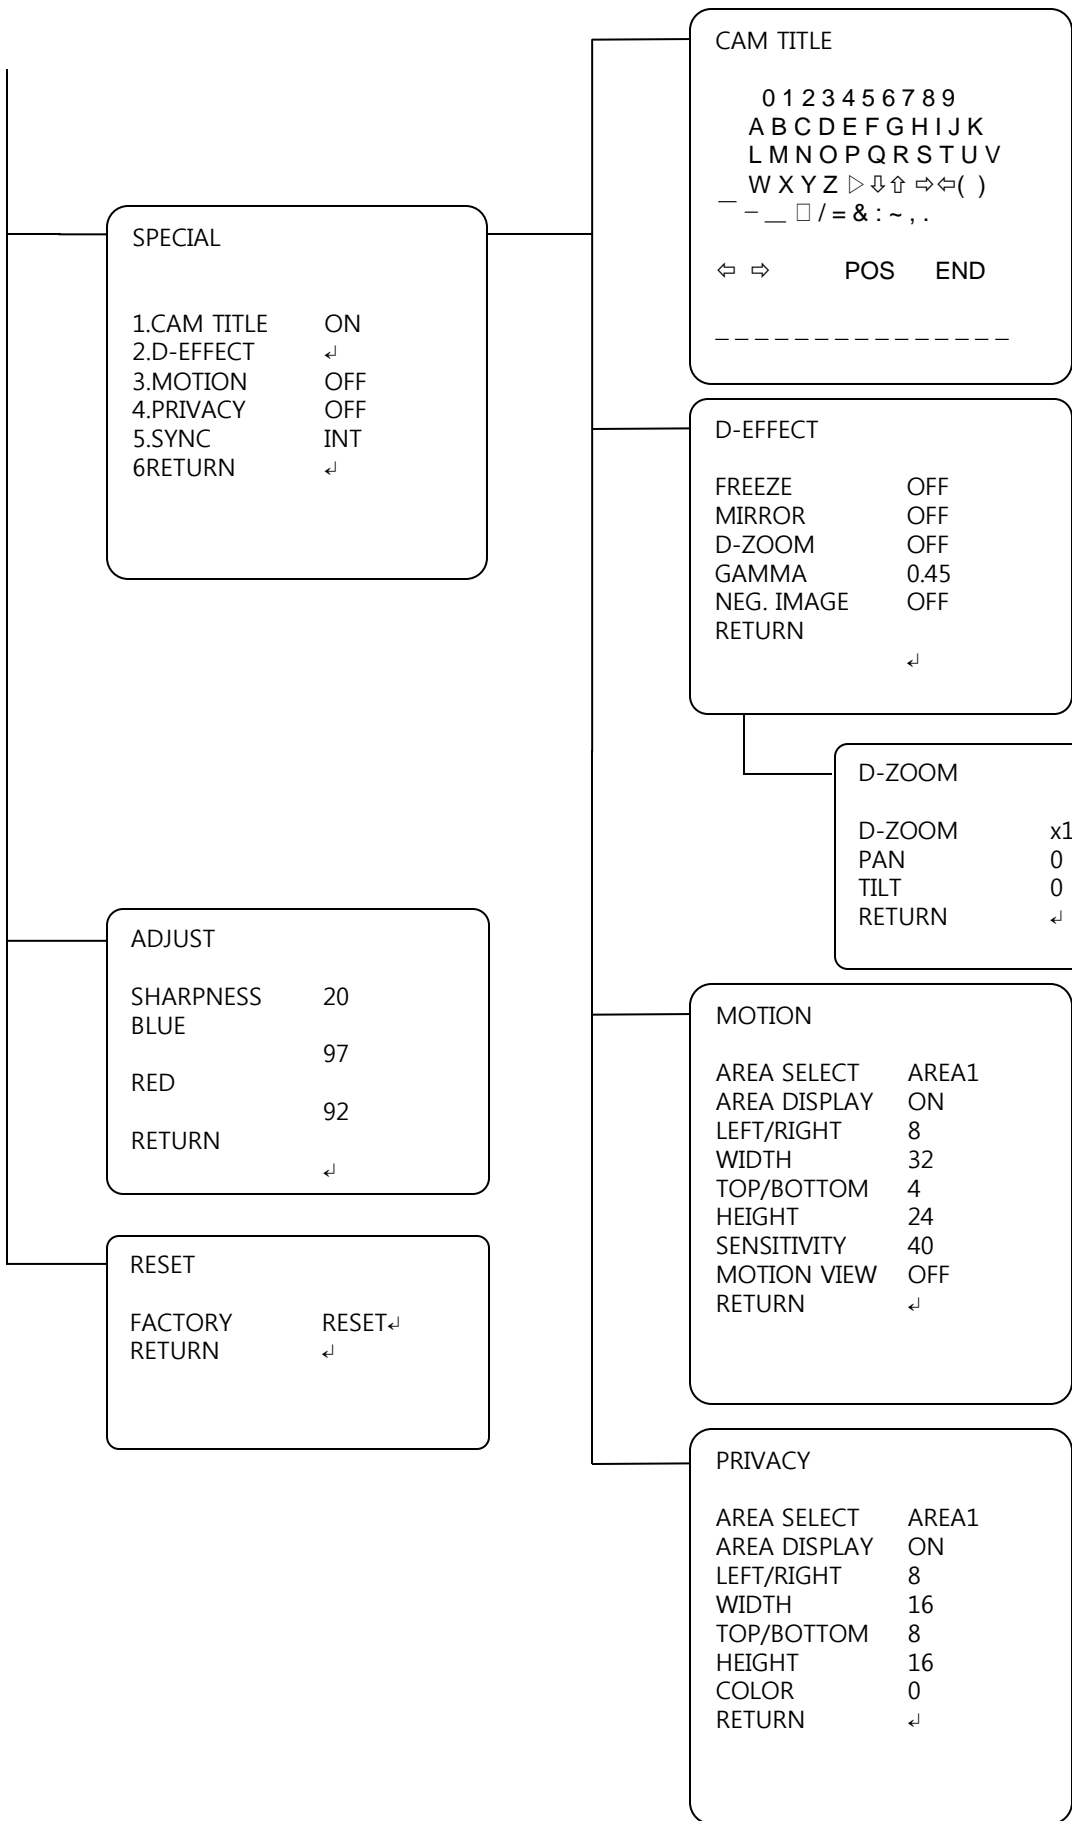 SPECIAL
1.CAM TITLE ON
2.D-EFFECT ↲
3.MOTION OFF
4.PRIVACY OFF
5.SYNC INT
6RETURN ↲
ADJUST
SHARPNESS 20
BLUE
97
RED
92
RETURN
↲
RESET
FACTORY RESET↲
RETURN ↲
CAM TITLE
0 1 2 3 4 5 6 7 8 9
A B C D E F G H I J K
L M N O P Q R S T U V
W X Y Z ▷ ⇩ ⇧ ⇨ ⇦ ( )
¯ – _ □ / = & : ~ , .
⇦ ⇨ POS END
_ _ _ _ _ _ _ _ _ _ _ _ _ _ _
D-EFFECT
FREEZE OFF
MIRROR OFF
D-ZOOM OFF
GAMMA 0.45
NEG. IMAGE OFF
RETURN
↲
D-ZOOM
D-ZOOM x1
PAN 0
TILT 0
RETURN ↲
MOTION
AREA SELECT AREA1
AREA DISPLAY ON
LEFT/RIGHT 8
WIDTH 32
TOP/BOTTOM 4
HEIGHT 24
SENSITIVITY 40
MOTION VIEW OFF
RETURN ↲
PRIVACY
AREA SELECT AREA1
AREA DISPLAY ON
LEFT/RIGHT 8
WIDTH 16
TOP/BOTTOM 8
HEIGHT 16
COLOR 0
RETURN ↲